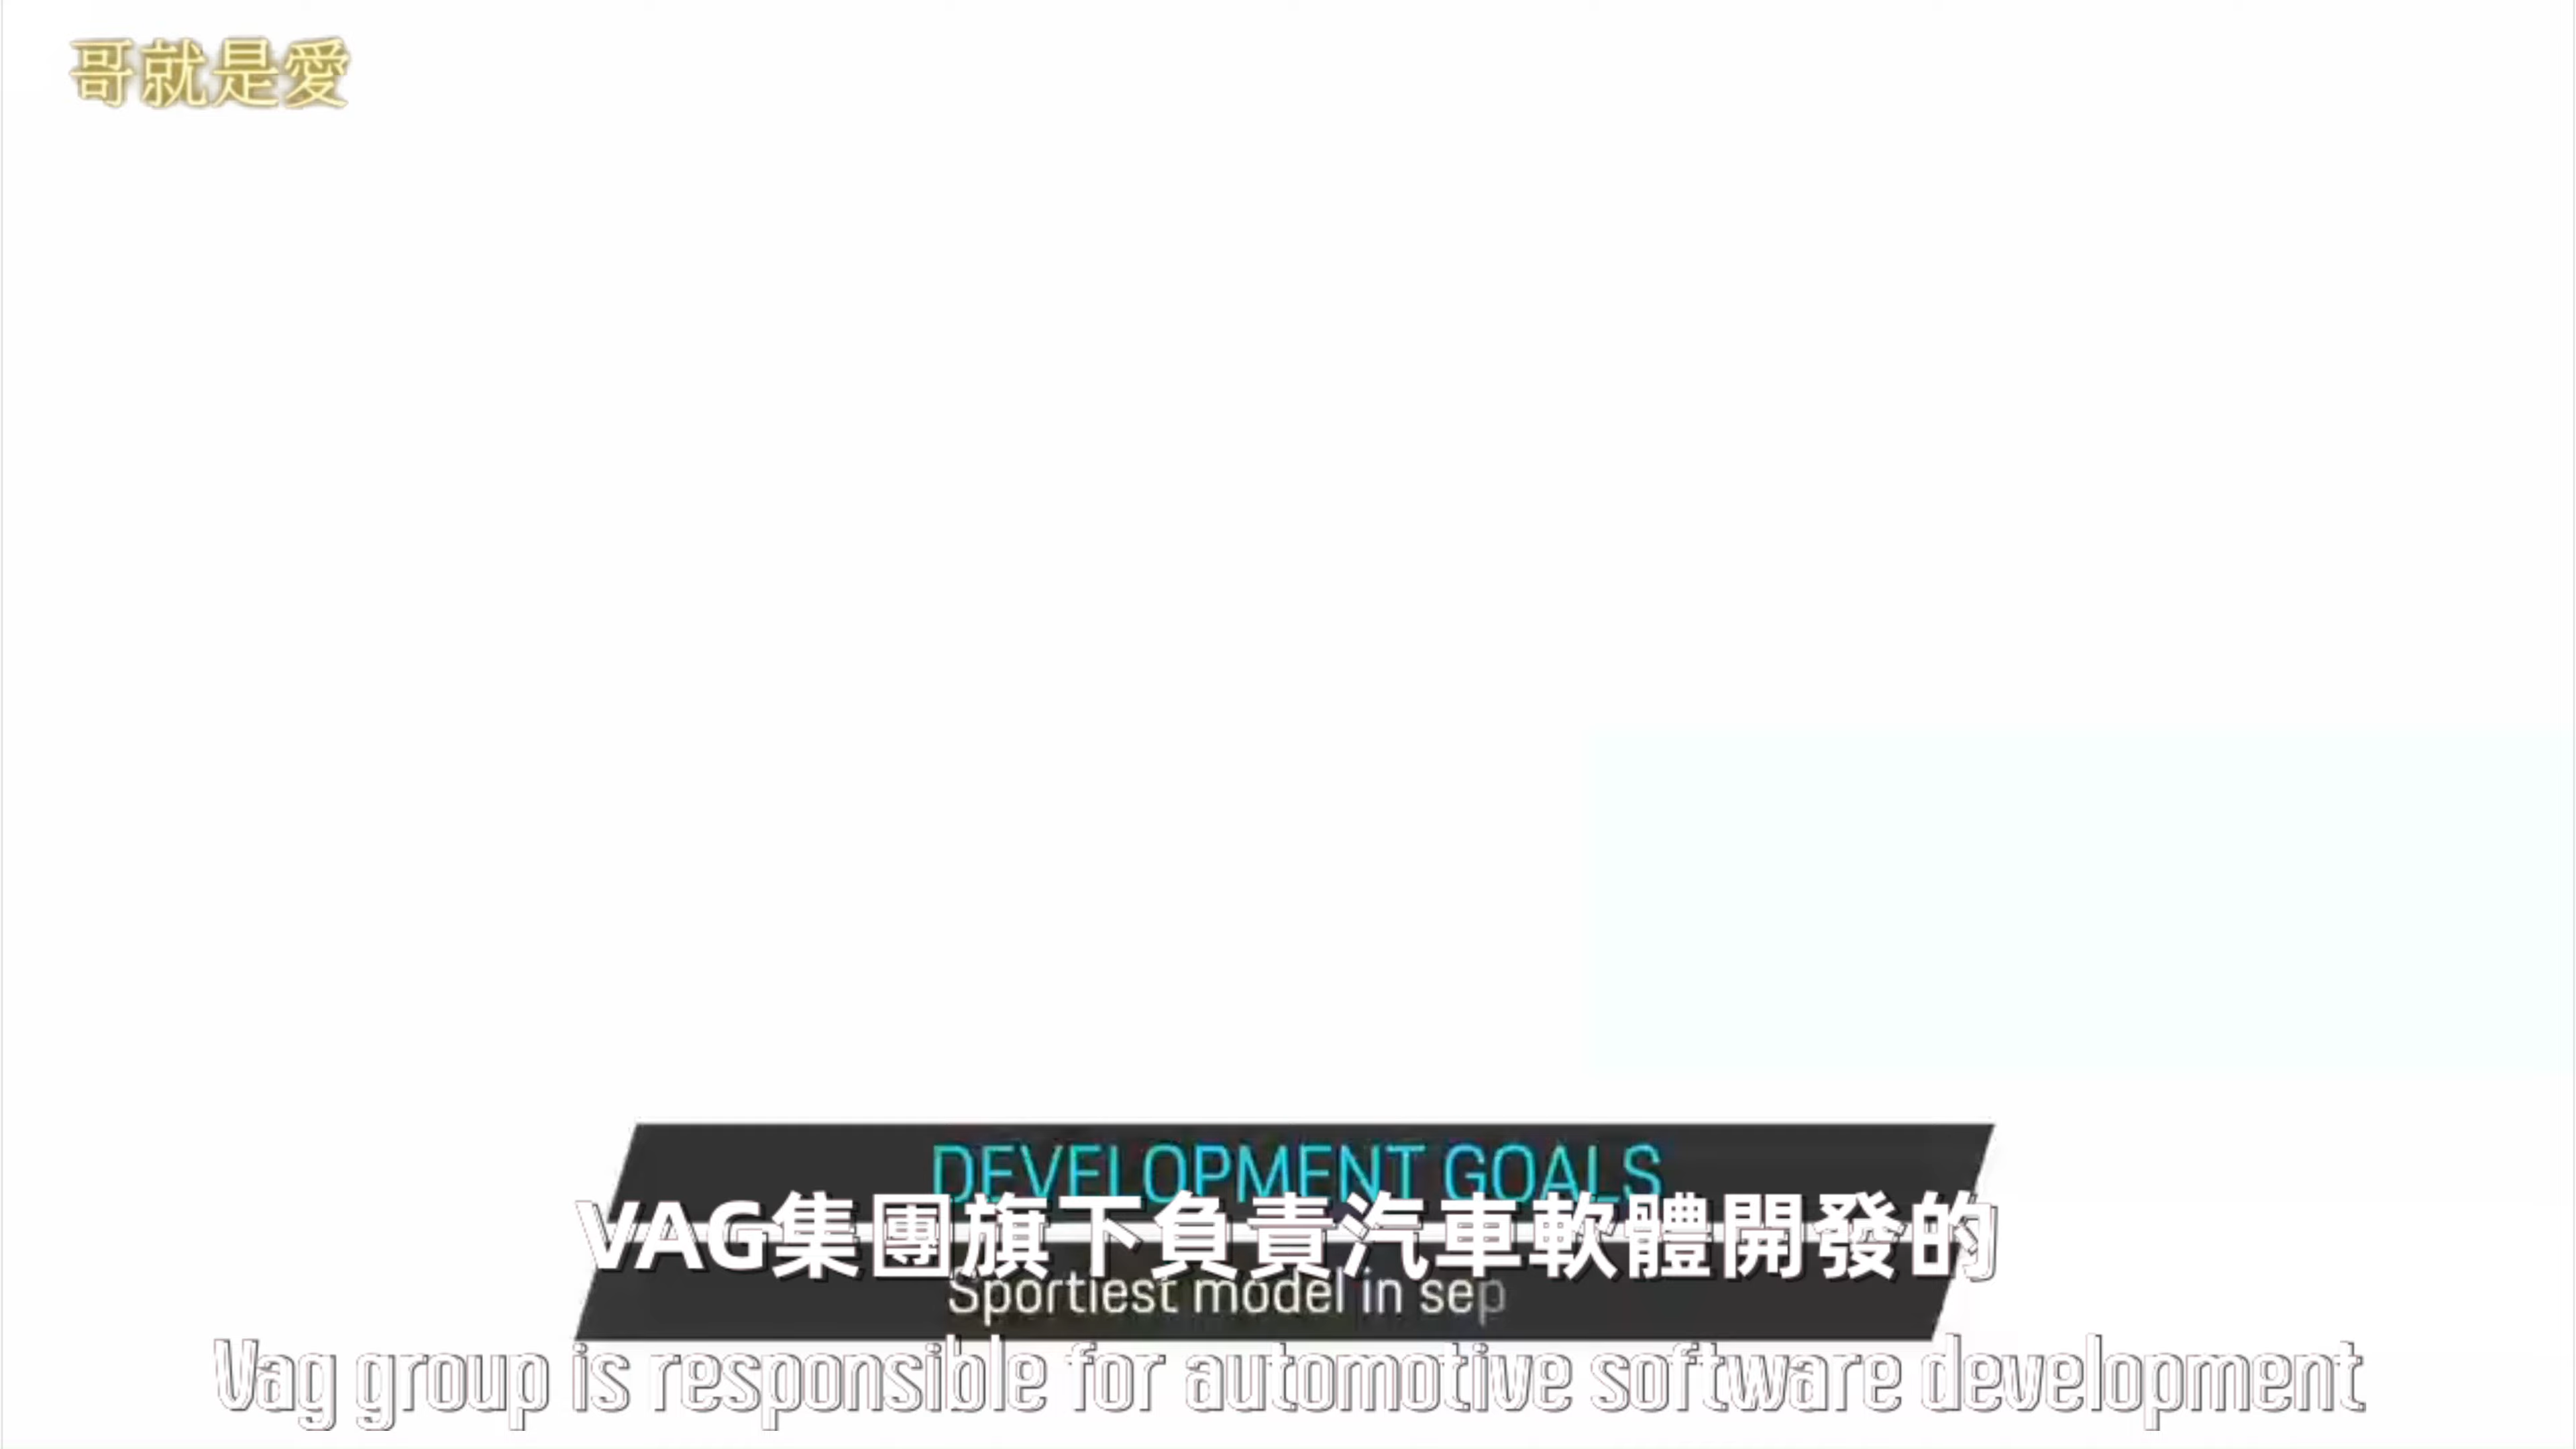 哥就是愛
DEVELOPMENT GOALS
VAG集團旗下負責汽車軟體開發的
Sportiest model in sep
Vag group is responsible for automotive software development